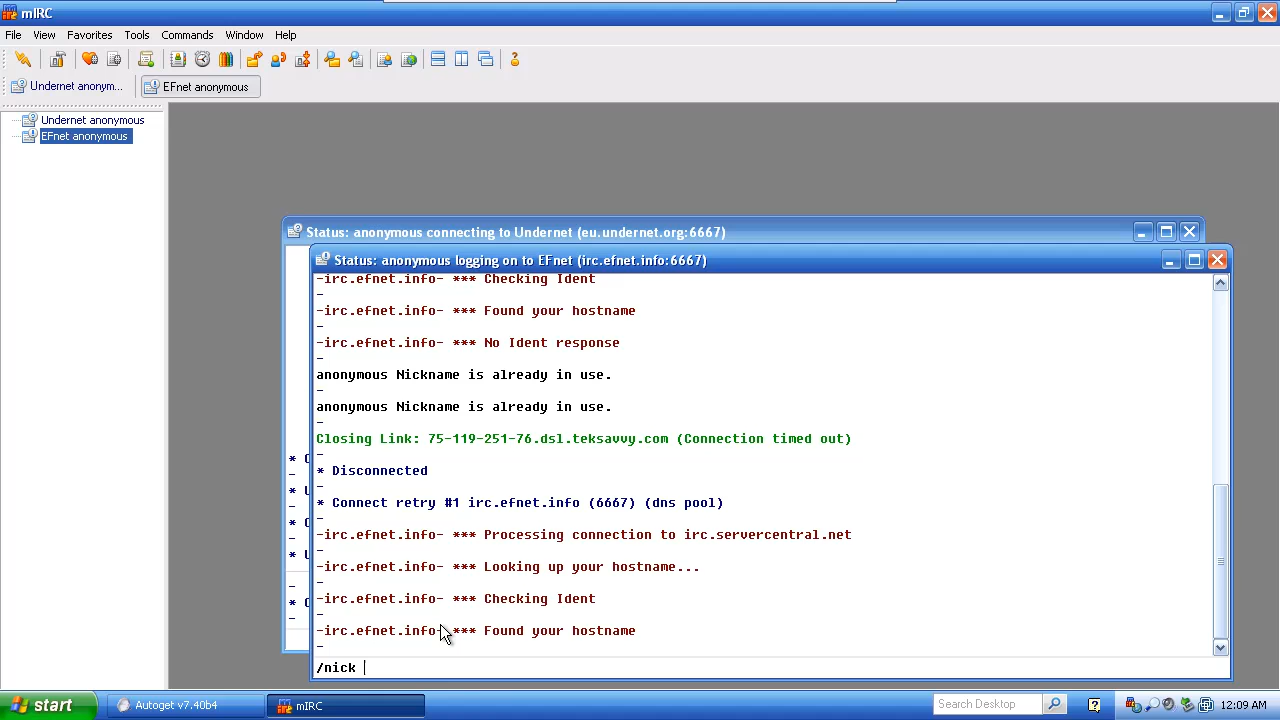 mIRC
File View Favorites Tools Commands Window Help
Undernet anonym... EFnet anonymous
Undernet anonymous
EFnet anonymous
Status: anonymous connecting to Undernet (eu.undernet.org:6667)
Status: anonymous logging on to EFnet (irc.efnet.info:6667)
-irc.efnet.info- *** Checking Ident
-
-irc.efnet.info- *** Found your hostname
-
-irc.efnet.info- *** No Ident response
-
anonymous Nickname is already in use.
-
anonymous Nickname is already in use.
-
Closing Link: 75-119-251-76.dsl.teksavvy.com (Connection timed out)
-
* Disconnected
-
* Connect retry #1 irc.efnet.info (6667) (dns pool)
-
-irc.efnet.info- *** Processing connection to irc.servercentral.net
-
-irc.efnet.info- *** Looking up your hostname...
-
-irc.efnet.info- *** Checking Ident
-
-irc.efnet.info- *** Found your hostname
-
/nick
start Autoget v7.40b4 mIRC Search Desktop 12:09 AM